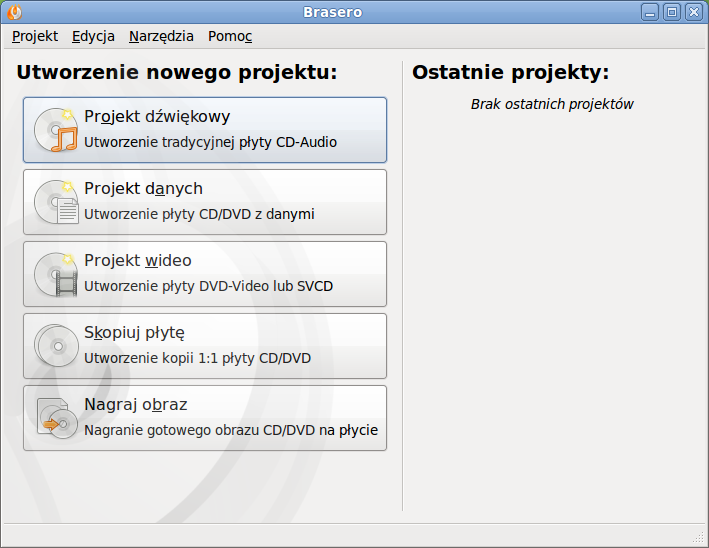 Brasero
Projekt Edycja Narzędzia Pomoc
Utworzenie nowego projektu:
Projekt dźwiękowy
Utworzenie tradycyjnej płyty CD-Audio
Projekt danych
Utworzenie płyty CD/DVD z danymi
Projekt wideo
Utworzenie płyty DVD-Video lub SVCD
Skopiuj płytę
Utworzenie kopii 1:1 płyty CD/DVD
Nagraj obraz
Nagranie gotowego obrazu CD/DVD na płycie
Ostatnie projekty:
Brak ostatnich projektów